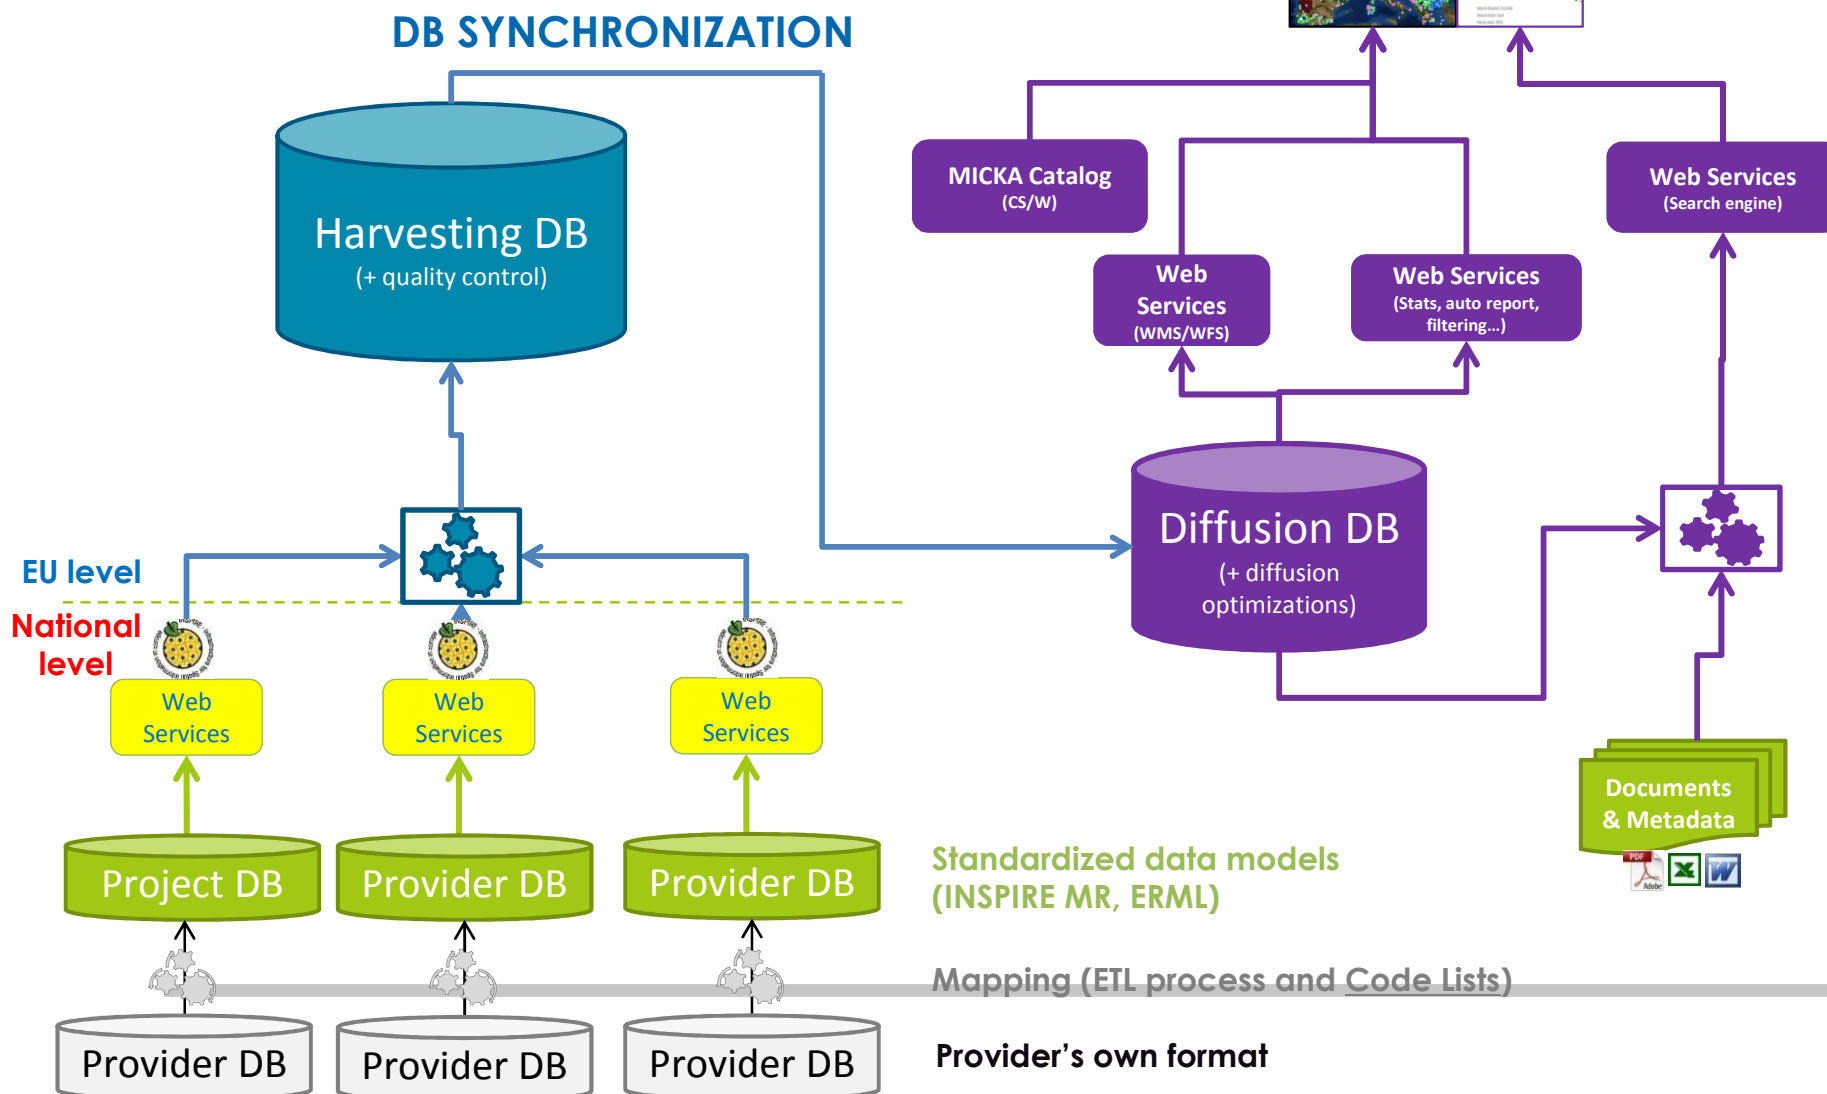 DB SYNCHRONIZATION
Harvesting DB
(+ quality control)
MICKA Catalog
(CS/W)
Web Services
(Search engine)
Web
Services
(WMS/WFS)
Web Services
(Stats, auto report,
filtering…)
Diffusion DB
(+ diffusion
optimizations)
EU level
National
level
Web
Services
Web
Services
Web
Services
Documents
& Metadata
PDF
Adobe
Project DB
Provider DB
Provider DB
Standardized data models
(INSPIRE MR, ERML)
Mapping (ETL process and Code Lists)
Provider DB
Provider DB
Provider DB
Provider’s own format